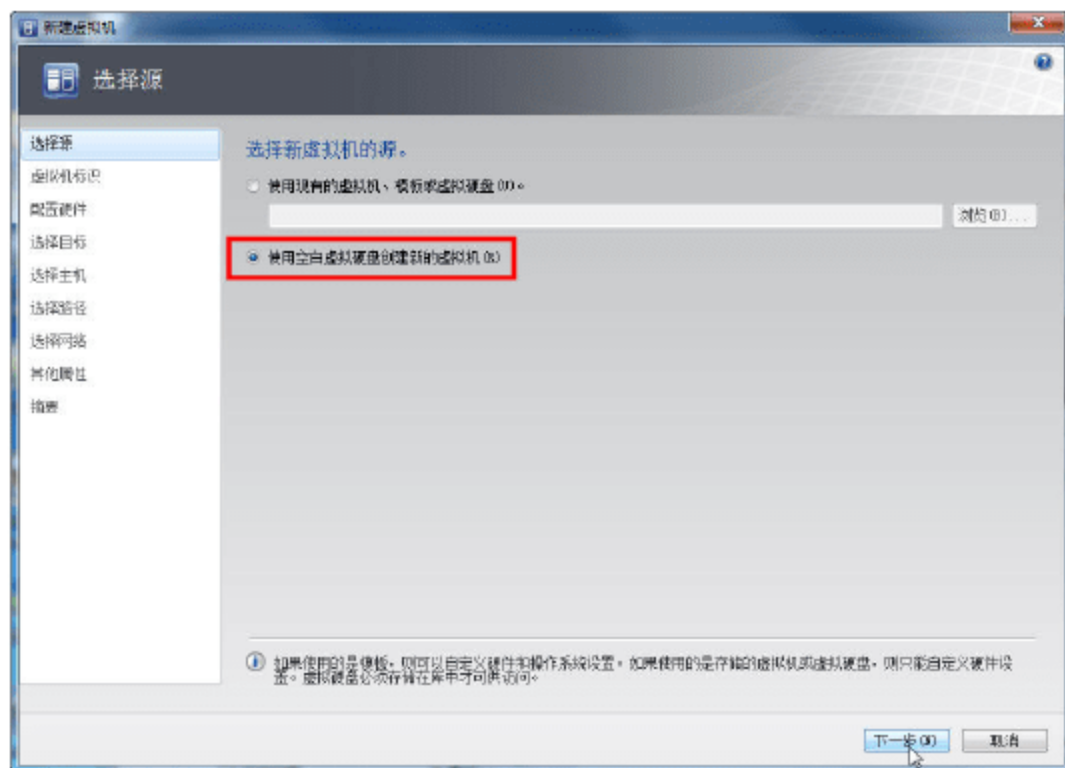 新建虚拟机
选择源
选择源
虚拟机标识
配置硬件
选择目标
选择主机
选择路径
选择网络
其他属性
摘要
选择新虚拟机的源。
使用现有的虚拟机、模板或虚拟硬盘(U)。
浏览(B)...
使用空白虚拟硬盘创建新的虚拟机(R)
如果使用的是模板，则可以自定义硬件和操作系统设置。如果使用的是存储的虚拟机或虚拟硬盘，则只能自定义硬件设
置。虚拟硬盘必须存储在库中才可供访问。
下一步(N)
取消